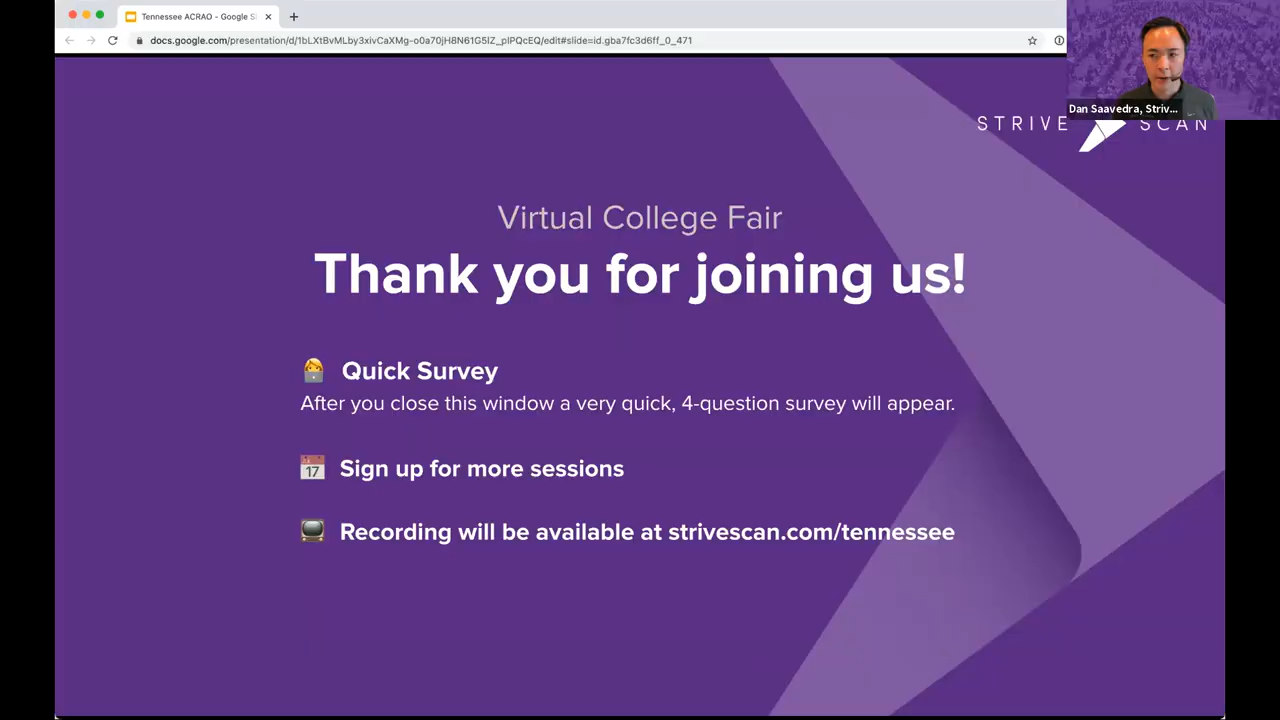 Tennessee ACRAO - Google Sl
docs.google.com/presentation/d/1bLXtBvMLby3xivCaXMg-o0a70jH8N61G5IZ_pIPQcEQ/edit#slide=id.gba7fc3d6ff_0_471
Dan Saavedra, Striv...
STRIVE SCAN
Virtual College Fair
Thank you for joining us!
Quick Survey
After you close this window a very quick, 4-question survey will appear.
17
Sign up for more sessions
Recording will be available at strivescan.com/tennessee